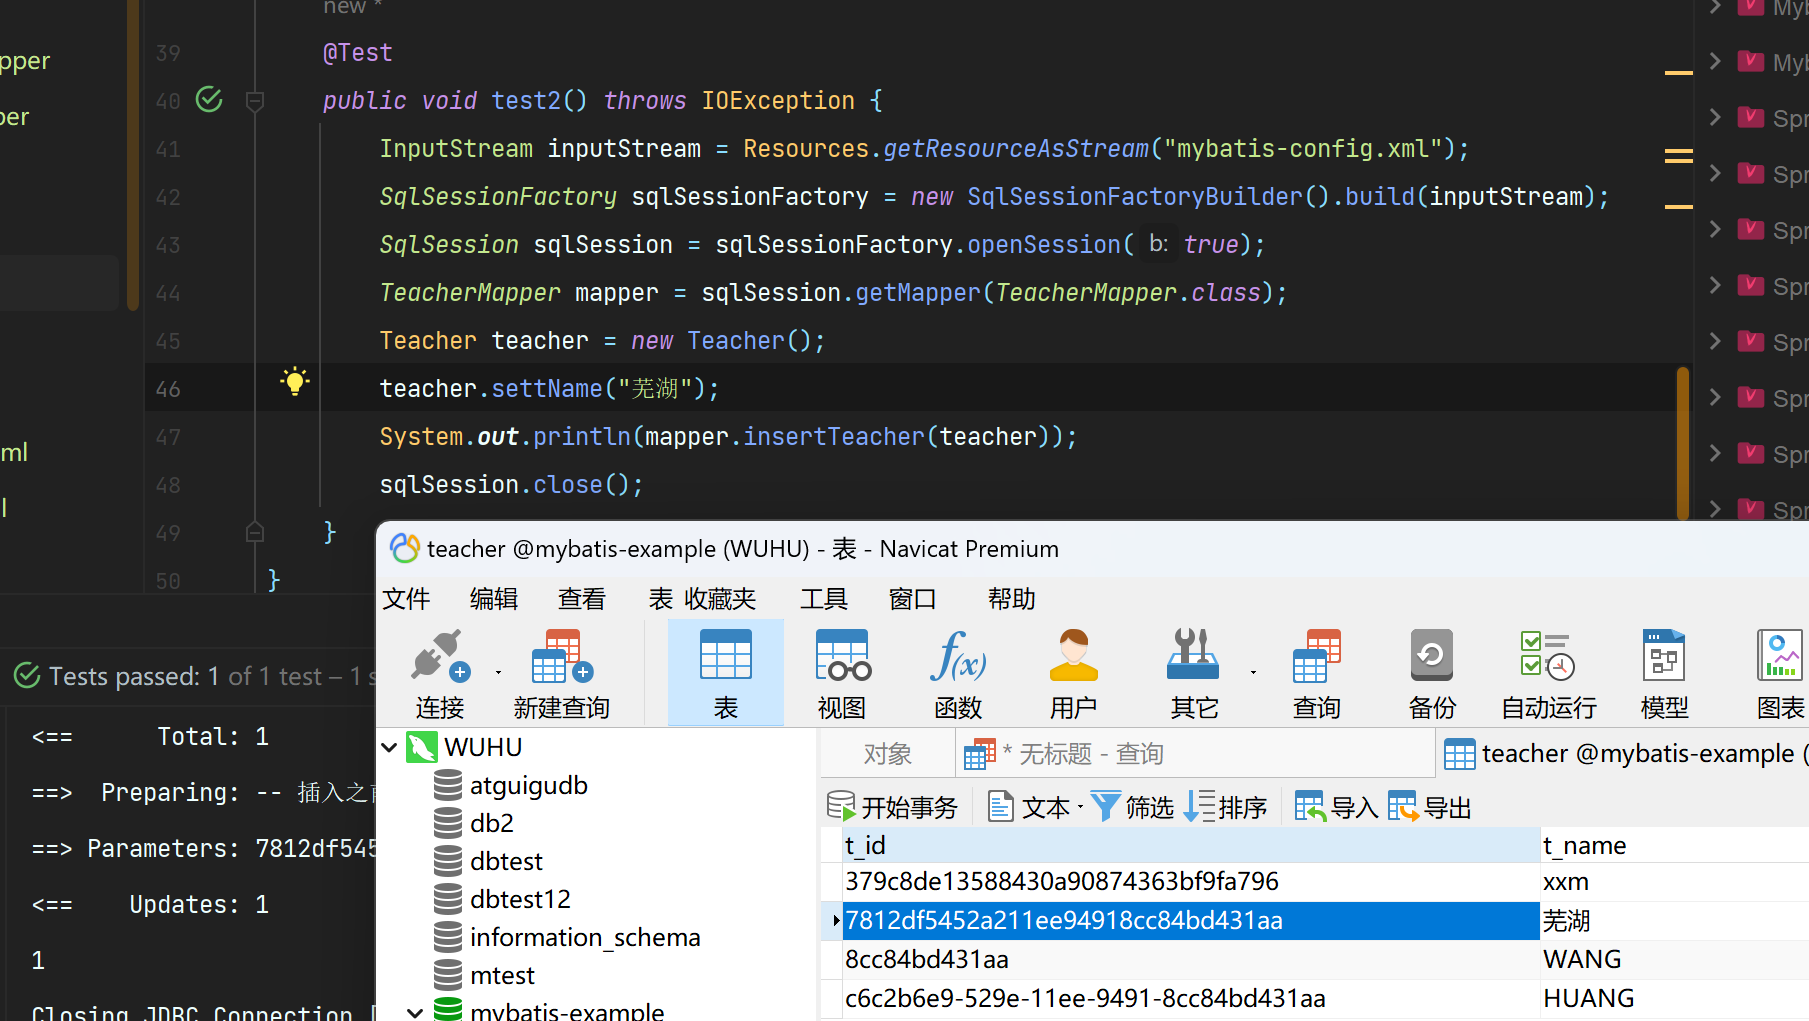 new *
39 @Test
40 public void test2() throws IOException {
41 InputStream inputStream = Resources.getResourceAsStream("mybatis-config.xml");
42 SqlSessionFactory sqlSessionFactory = new SqlSessionFactoryBuilder().build(inputStream);
43 SqlSession sqlSession = sqlSessionFactory.openSession( b: true);
44 TeacherMapper mapper = sqlSession.getMapper(TeacherMapper.class);
45 Teacher teacher = new Teacher();
46 teacher.settName("芜湖");
47 System.out.println(mapper.insertTeacher(teacher));
48 sqlSession.close();
49 }
50 }
pper
per
ml
l
Myb
Myb
Spr
Spr
Spr
Spr
Spr
Spr
Spr
Spr
Tests passed: 1 of 1 test – 1 s
<== Total: 1
==> Preparing: -- 插入之前
==> Parameters: 7812df545
<== Updates: 1
1
Closing JDBC Connection [
teacher @mybatis-example (WUHU) - 表 - Navicat Premium
文件 编辑 查看 表 收藏夹 工具 窗口 帮助
连接 新建查询 表 视图 函数 用户 其它 查询 备份 自动运行 模型 图表
WUHU
atguigudb
db2
dbtest
dbtest12
information_schema
mtest
mybatis-example
对象 * 无标题 - 查询 teacher @mybatis-example (
开始事务 文本 筛选 排序 导入 导出
t_id t_name
379c8de13588430a90874363bf9fa796 xxm
7812df5452a211ee94918cc84bd431aa 芜湖
8cc84bd431aa WANG
c6c2b6e9-529e-11ee-9491-8cc84bd431aa HUANG